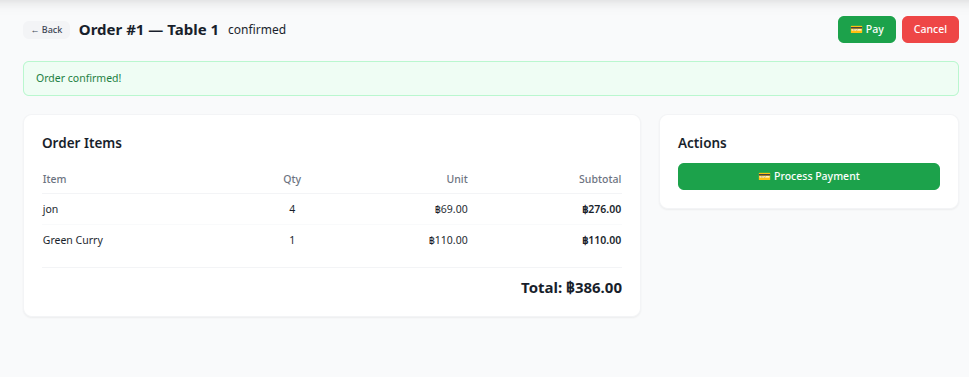 ← Back Order #1 — Table 1 confirmed 💳 Pay Cancel
Order confirmed!
Order Items
Item Qty Unit Subtotal
jon 4 ฿69.00 ฿276.00
Green Curry 1 ฿110.00 ฿110.00
Total: ฿386.00
Actions
💳 Process Payment